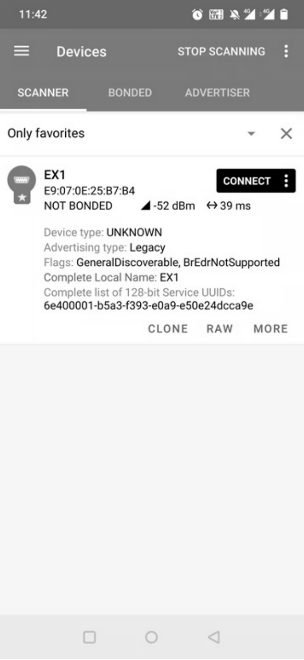 11:42
Devices
STOP SCANNING
SCANNER
BONDED
ADVERTISER
Only favorites
EX1
E9:07:0E:25:B7:B4
CONNECT
NOT BONDED
-52 dBm
39 ms
Device type: UNKNOWN
Advertising type: Legacy
Flags: GeneralDiscoverable, BrEdrNotSupported
Complete Local Name: EX1
Complete list of 128-bit Service UUIDs:
6e400001-b5a3-f393-e0a9-e50e24dcca9e
CLONE
RAW
MORE